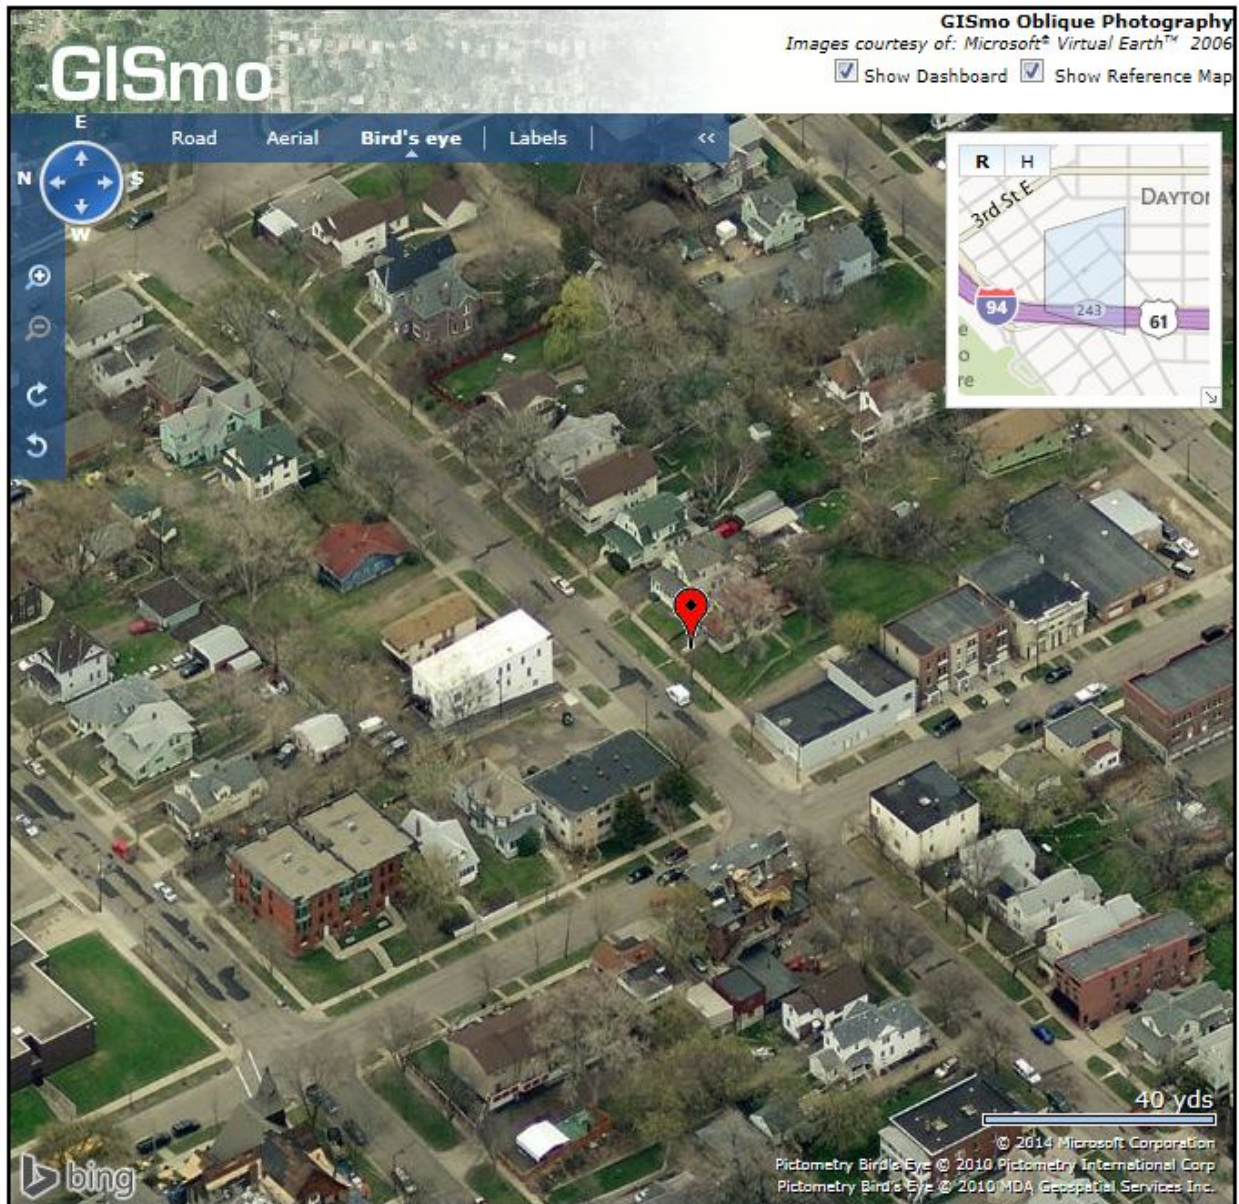 GISmo Oblique Photography
Images courtesy of: Microsoft® Virtual Earth™ 2006
Show Dashboard Show Reference Map
GISmo
E
N S
W
Road Aerial Bird's eye Labels <<
R H
3rd St E
DAYTO
94
243
61
e
o
re
40 yds
© 2014 Microsoft Corporation
Pictometry Bird's Eye © 2010 Pictometry International Corp
Pictometry Bird's Eye © 2010 MDA Geospatial Services Inc.
bing